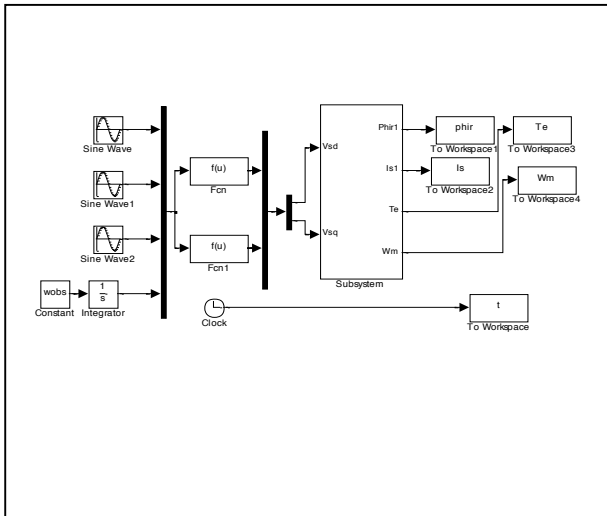 Sine Wave
Sine Wave1
Sine Wave2
wobs
Constant
1
s
Integrator
f(u)
Fcn
f(u)
Fcn1
Vsd
Vsq
Phir1
Is1
Te
Wm
Subsystem
phir
To Workspace1
Is
To Workspace2
Te
To Workspace3
Wm
To Workspace4
Clock
t
To Workspace